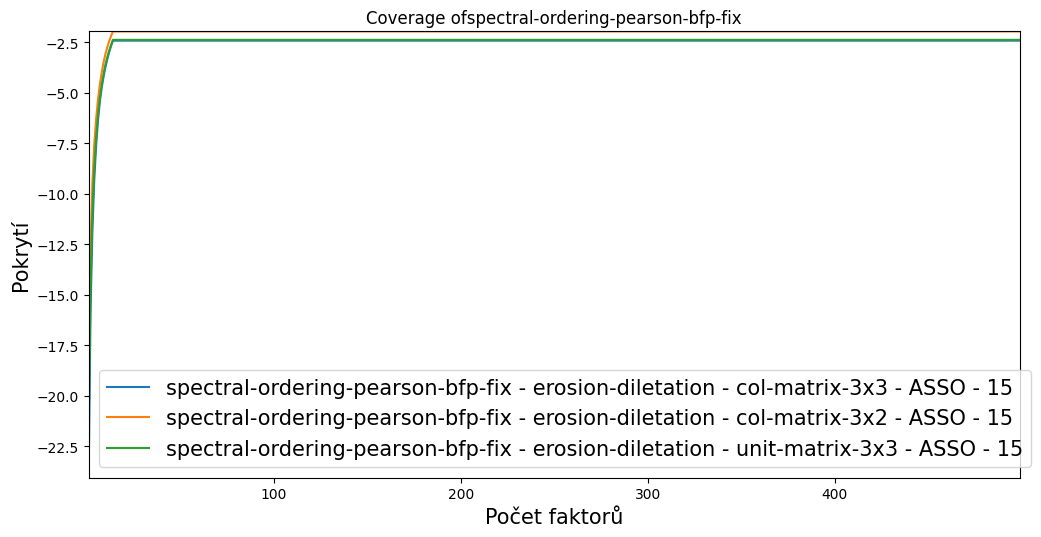 Coverage ofspectral-ordering-pearson-bfp-fix
−2.5
−5.0
−7.5
−10.0
−12.5
−15.0
−17.5
−20.0
−22.5
Pokrytí
spectral-ordering-pearson-bfp-fix - erosion-diletation - col-matrix-3x3 - ASSO - 15
spectral-ordering-pearson-bfp-fix - erosion-diletation - col-matrix-3x2 - ASSO - 15
spectral-ordering-pearson-bfp-fix - erosion-diletation - unit-matrix-3x3 - ASSO - 15
100 200 300 400
Počet faktorů